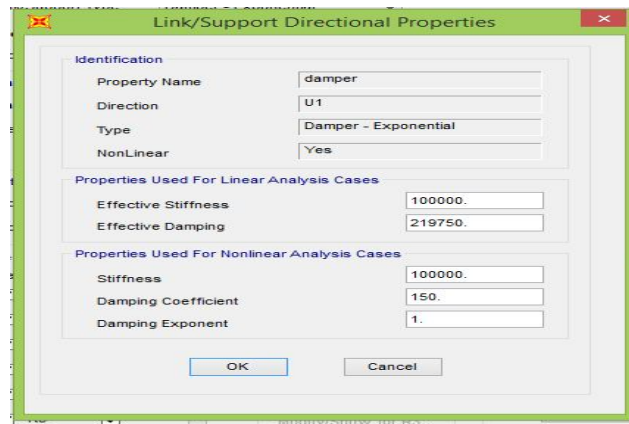 Link/Support Directional Properties
Identification
Property Name damper
Direction U1
Type Damper - Exponential
NonLinear Yes
Properties Used For Linear Analysis Cases
Effective Stiffness 100000.
Effective Damping 219750.
Properties Used For Nonlinear Analysis Cases
Stiffness 100000.
Damping Coefficient 150.
Damping Exponent 1.
OK Cancel